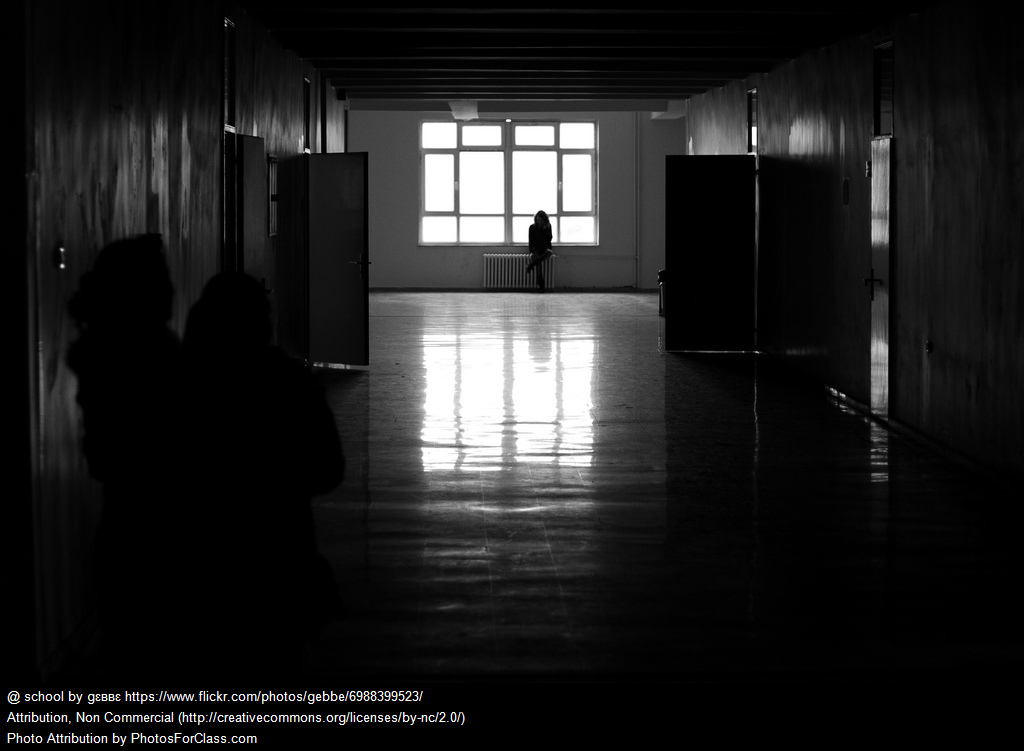 @ school by gεввε https://www.flickr.com/photos/gebbe/6988399523/
Attribution, Non Commercial (http://creativecommons.org/licenses/by-nc/2.0/)
Photo Attribution by PhotosForClass.com